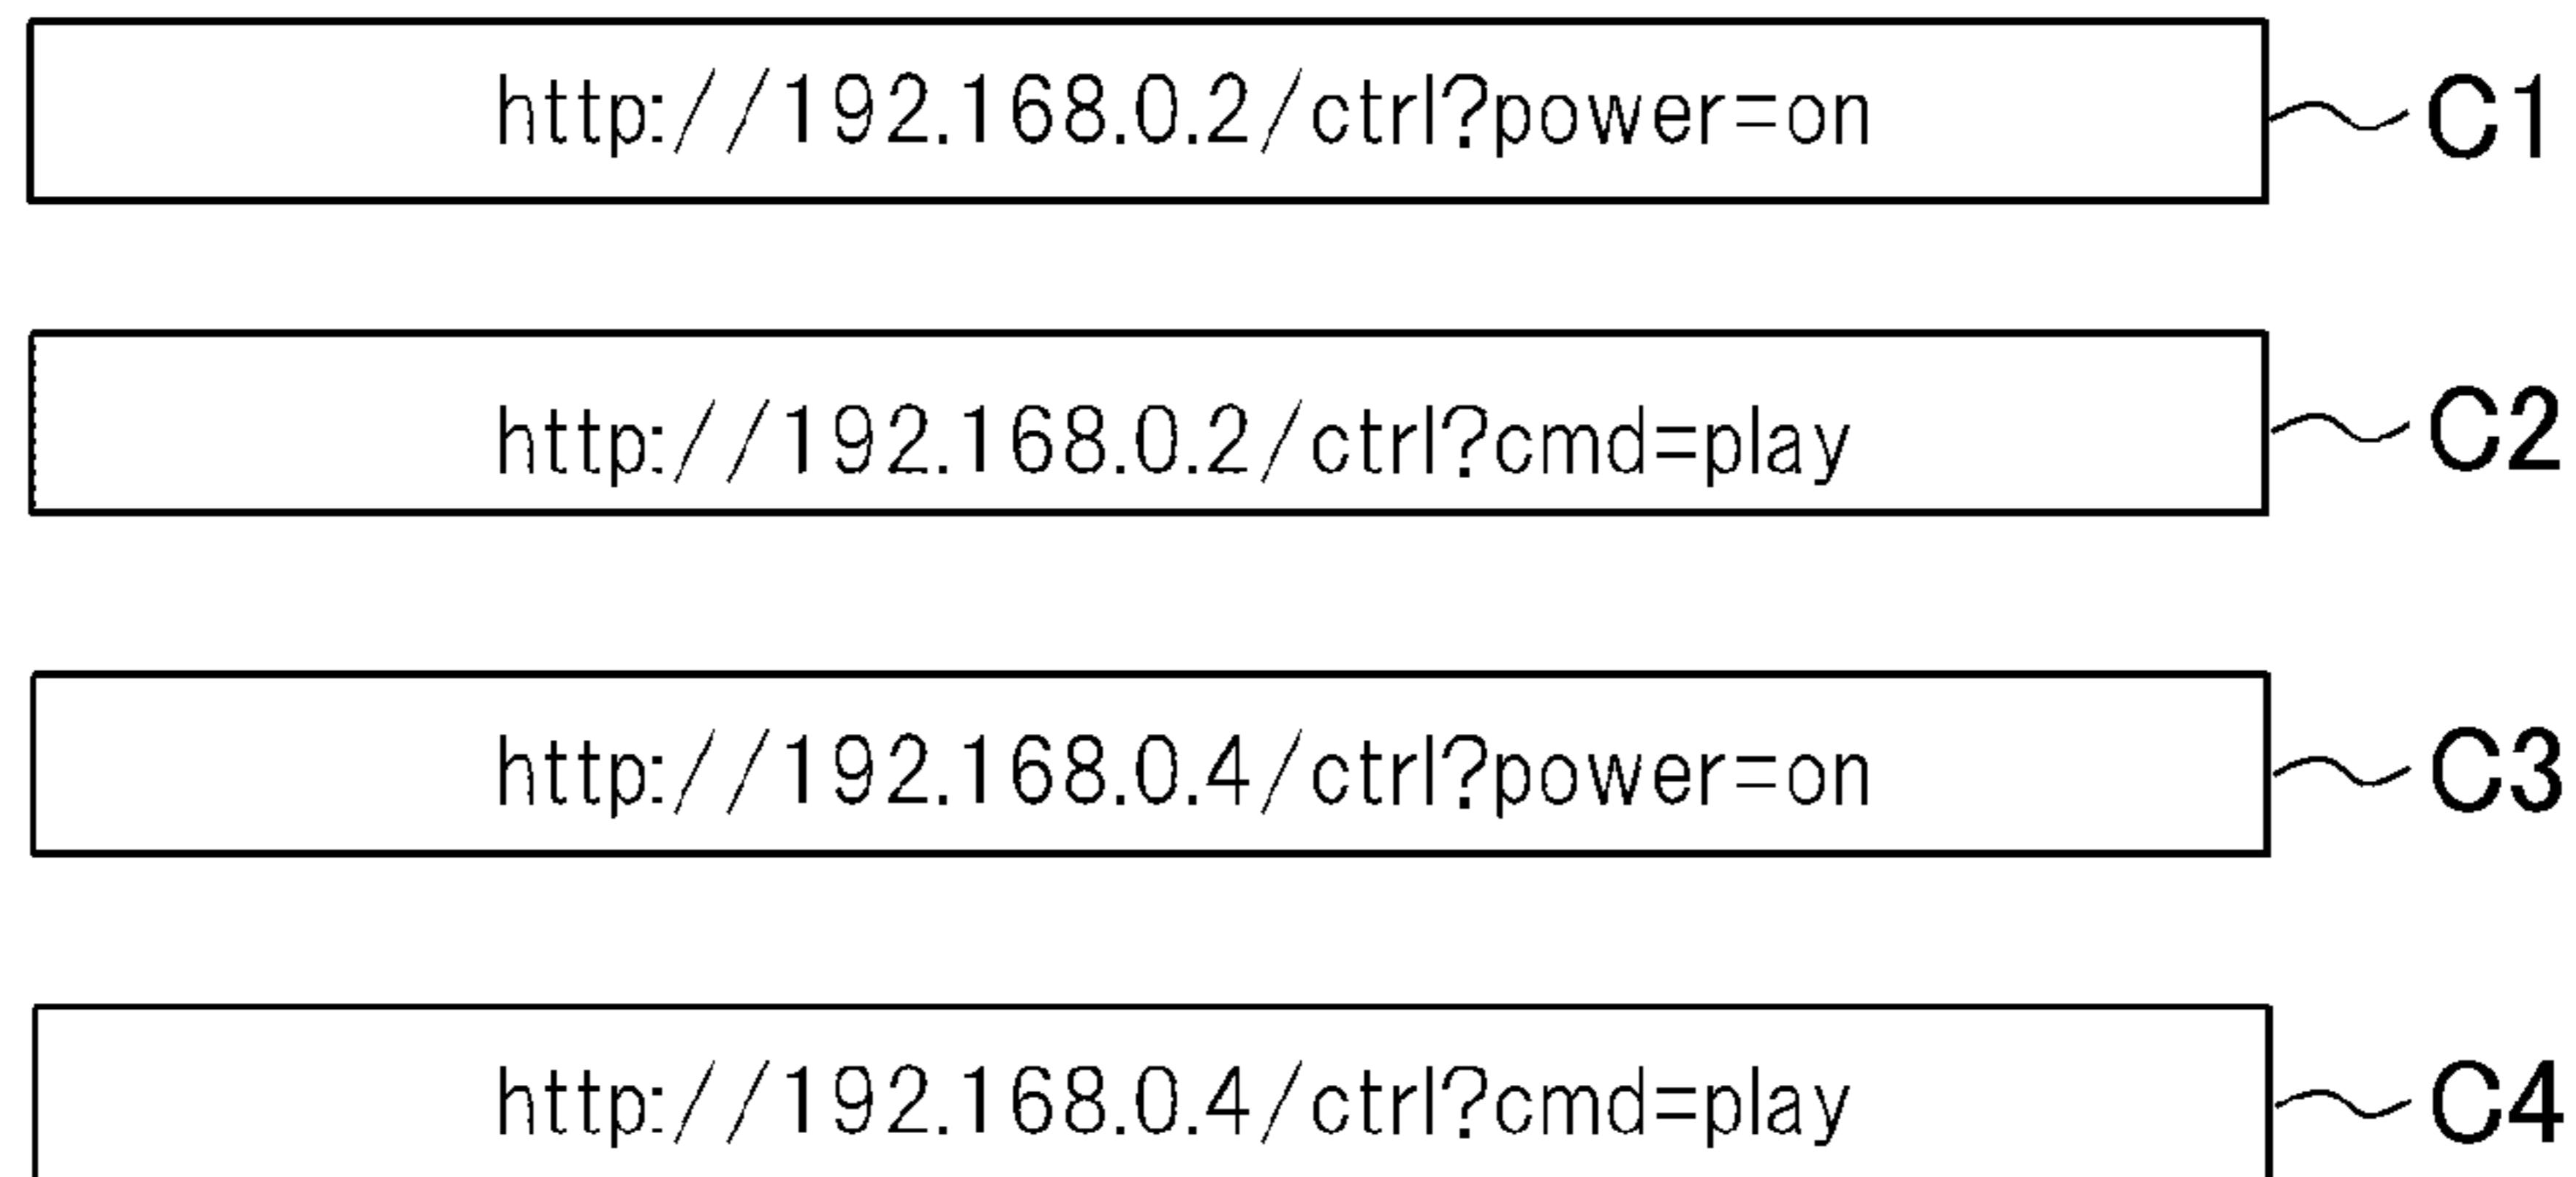 http://192.168.0.2/ctrl?power=on C1
http://192.168.0.2/ctrl?cmd=play C2
http://192.168.0.4/ctrl?power=on C3
http://192.168.0.4/ctrl?cmd=play C4